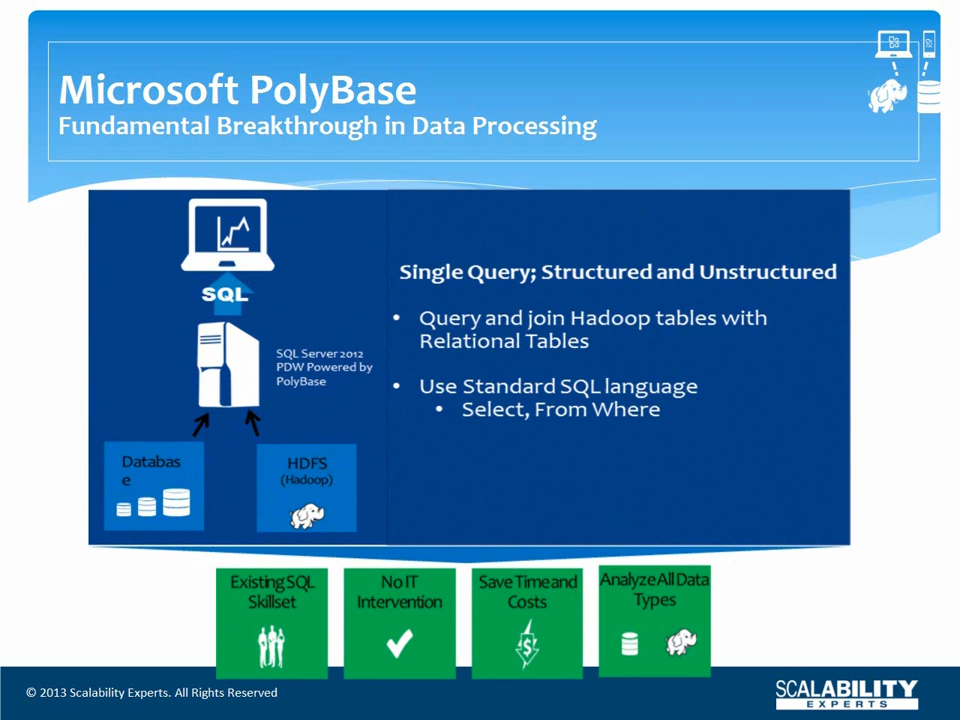 Microsoft PolyBase
Fundamental Breakthrough in Data Processing
SQL
SQL Server 2012
PDW Powered by
PolyBase
Databas
e
HDFS
(Hadoop)
Single Query; Structured and Unstructured
• Query and join Hadoop tables with
Relational Tables
• Use Standard SQL language
• Select, From Where
Existing SQL
Skillset
No IT
Intervention
Save Time and
Costs
$
Analyze All Data
Types
© 2013 Scalability Experts. All Rights Reserved
SCALABILITY
EXPERTS